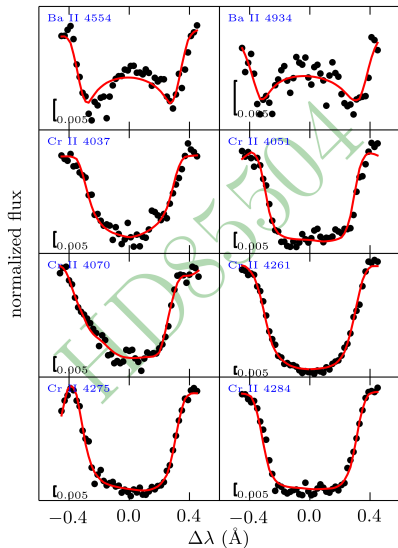 Ba II 4554
Ba II 4934
0.005
0.005
Cr II 4037
Cr II 4051
0.005
0.005
Cr II 4070
Cr II 4261
0.005
0.005
Cr II 4275
Cr II 4284
0.005
0.005
HD85504
normalized flux
−0.4 0.0 0.4
−0.4 0.0 0.4
Δλ (Å)